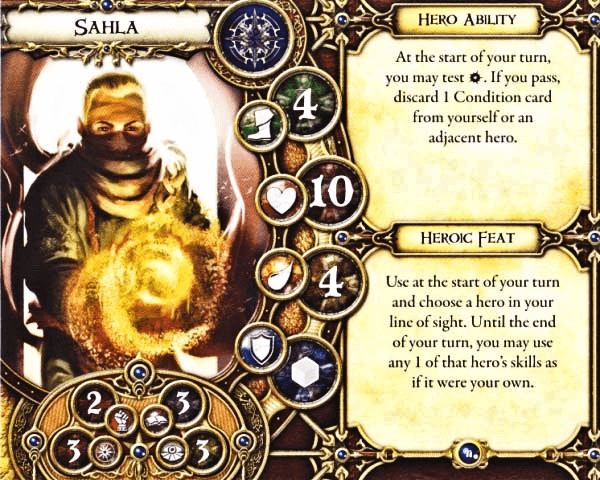 Sahla
4
10
4
2
3
3
3
Hero Ability
At the start of your turn,
you may test . If you pass,
discard 1 Condition card
from yourself or an
adjacent hero.
Heroic Feat
Use at the start of your turn
and choose a hero in your
line of sight. Until the end
of your turn, you may use
any 1 of that hero's skills as
if it were your own.